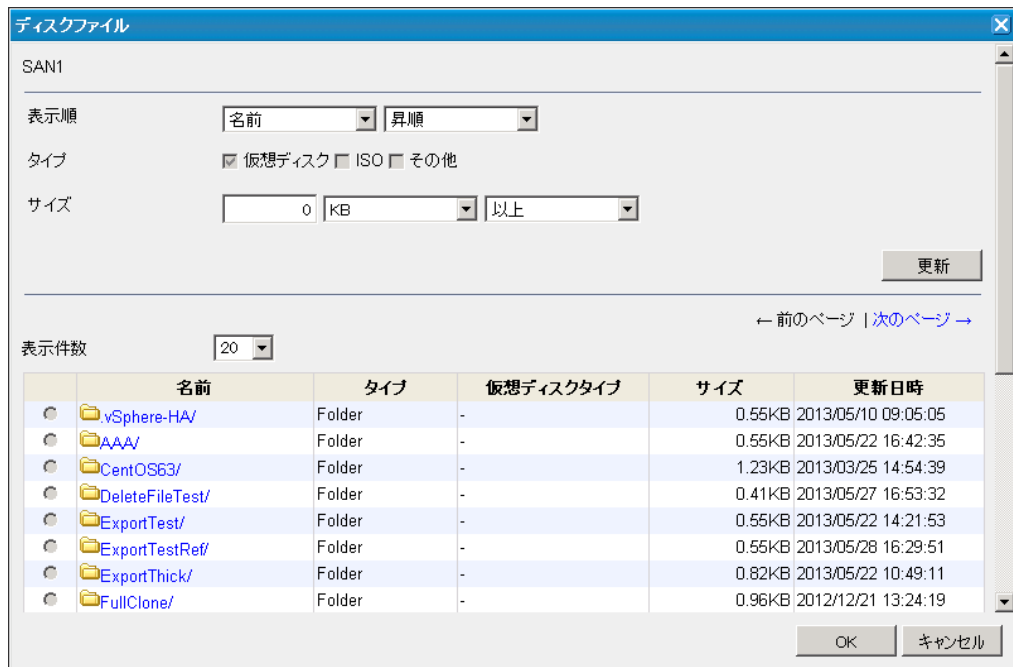 ディスクファイル
SAN1
表示順 名前 昇順
タイプ 仮想ディスク ISO その他
サイズ 0 KB 以上
更新
← 前のページ | 次のページ →
表示件数 20
名前 タイプ 仮想ディスクタイプ サイズ 更新日時
.vSphere-HA/ Folder - 0.55KB 2013/05/10 09:05:05
AAA/ Folder - 0.55KB 2013/05/22 16:42:35
CentOS63/ Folder - 1.23KB 2013/03/25 14:54:39
DeleteFileTest/ Folder - 0.41KB 2013/05/27 16:53:32
ExportTest/ Folder - 0.55KB 2013/05/22 14:21:53
ExportTestRef/ Folder - 0.55KB 2013/05/28 16:29:51
ExportThick/ Folder - 0.82KB 2013/05/22 10:49:11
FullClone/ Folder - 0.96KB 2012/12/21 13:24:19
OK キャンセル